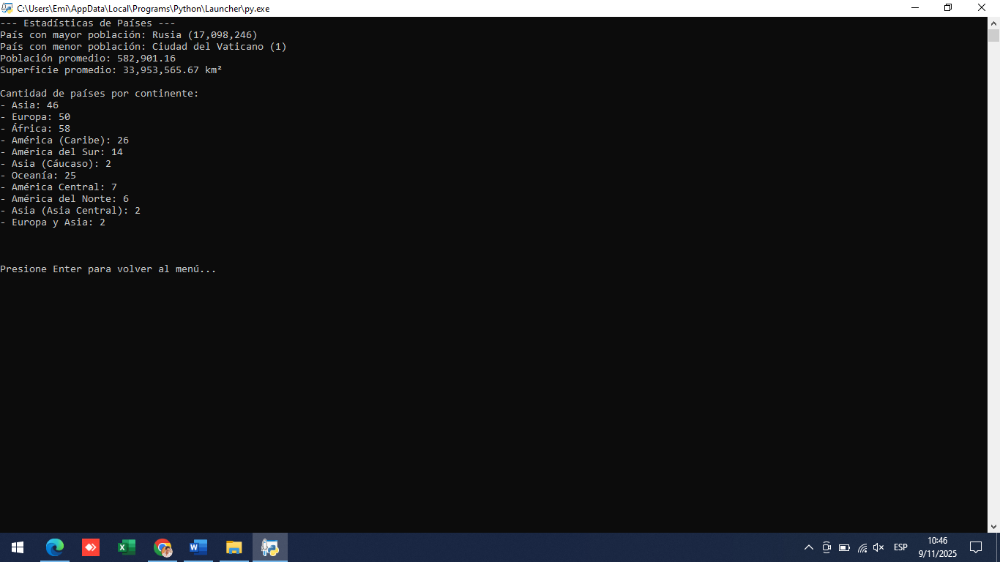 C:\Users\Emi\AppData\Local\Programs\Python\Launcher\py.exe
--- Estadísticas de Países ---
País con mayor población: Rusia (17,098,246)
País con menor población: Ciudad del Vaticano (1)
Población promedio: 582,901.16
Superficie promedio: 33,953,565.67 km²
Cantidad de países por continente:
- Asia: 46
- Europa: 50
- África: 58
- América (Caribe): 26
- América del Sur: 14
- Asia (Cáucaso): 2
- Oceanía: 25
- América Central: 7
- América del Norte: 6
- Asia (Asia Central): 2
- Europa y Asia: 2
Presione Enter para volver al menú...
ESP
10:46
9/11/2025